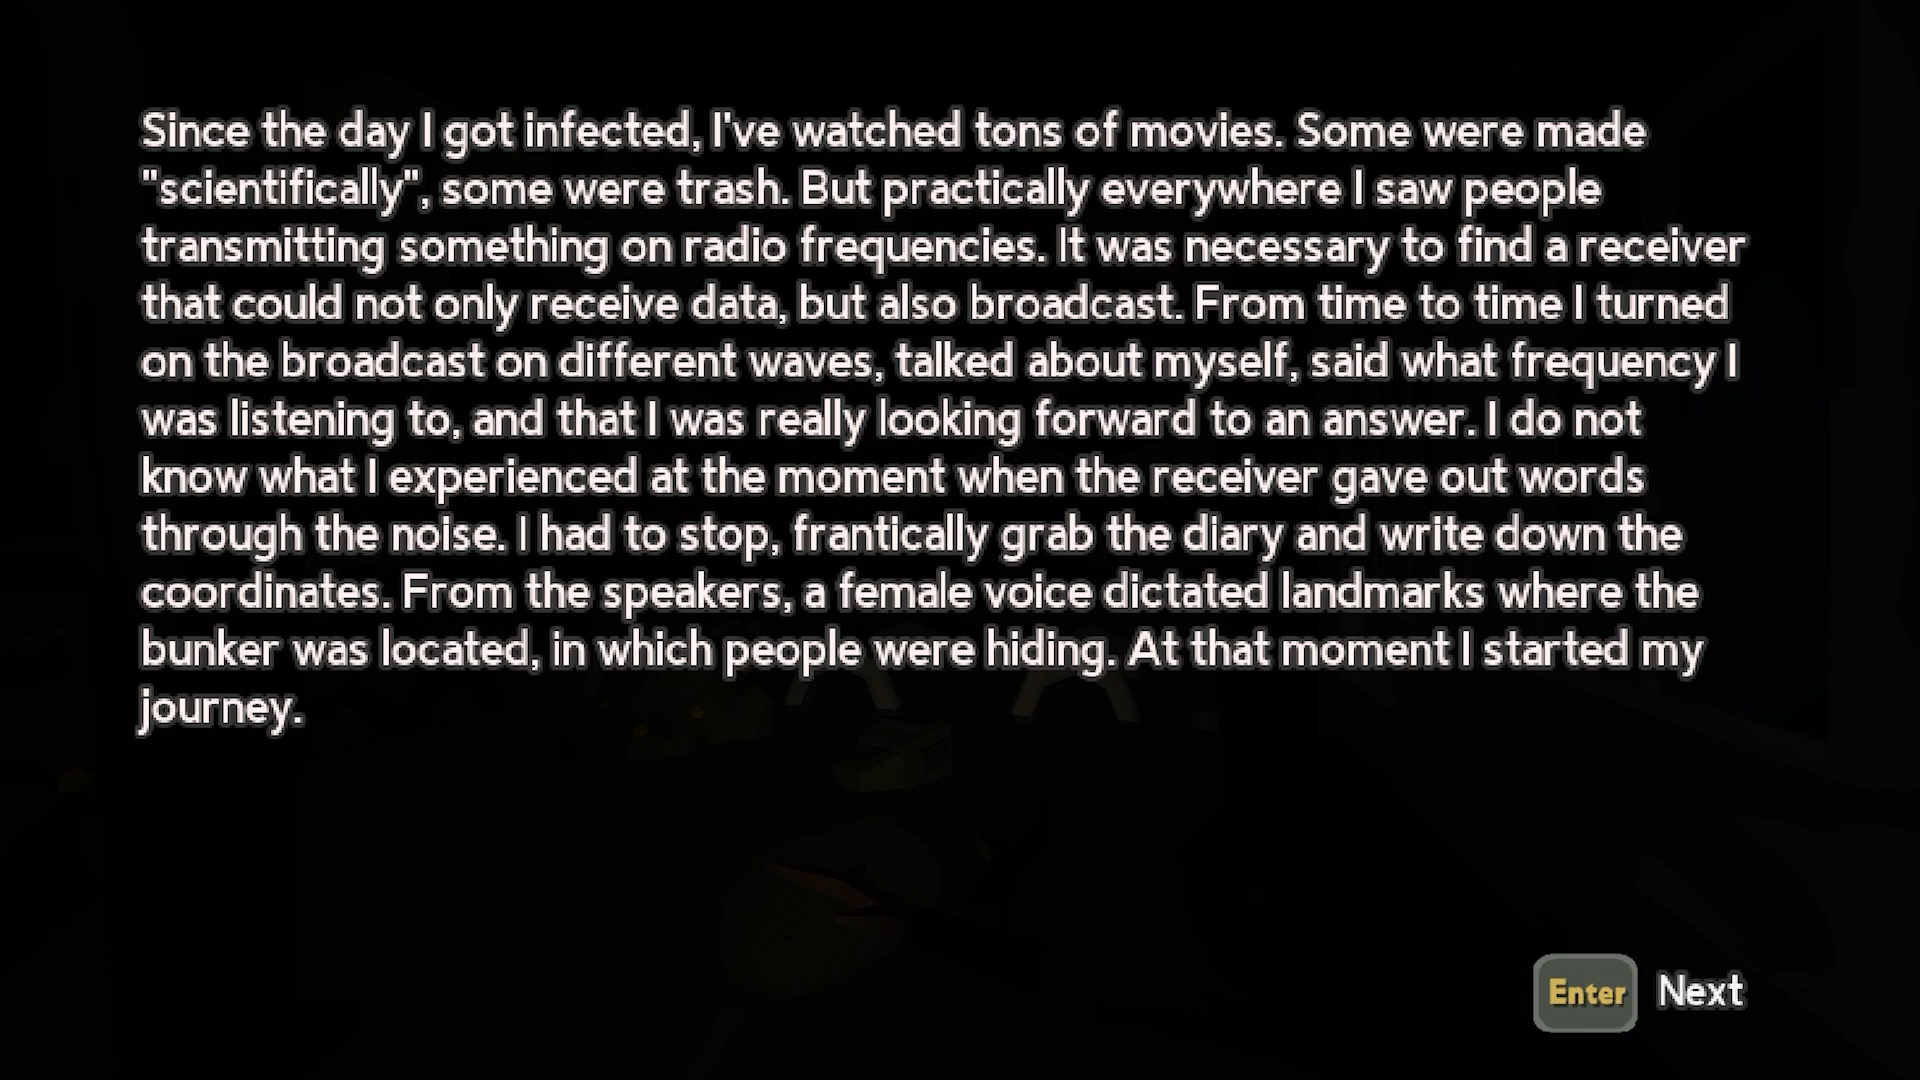 Since the day I got infected, I've watched tons of movies. Some were made
"scientifically", some were trash. But practically everywhere I saw people
transmitting something on radio frequencies. It was necessary to find a receiver
that could not only receive data, but also broadcast. From time to time I turned
on the broadcast on different waves, talked about myself, said what frequency I
was listening to, and that I was really looking forward to an answer. I do not
know what I experienced at the moment when the receiver gave out words
through the noise. I had to stop, frantically grab the diary and write down the
coordinates. From the speakers, a female voice dictated landmarks where the
bunker was located, in which people were hiding. At that moment I started my
journey.
Enter Next